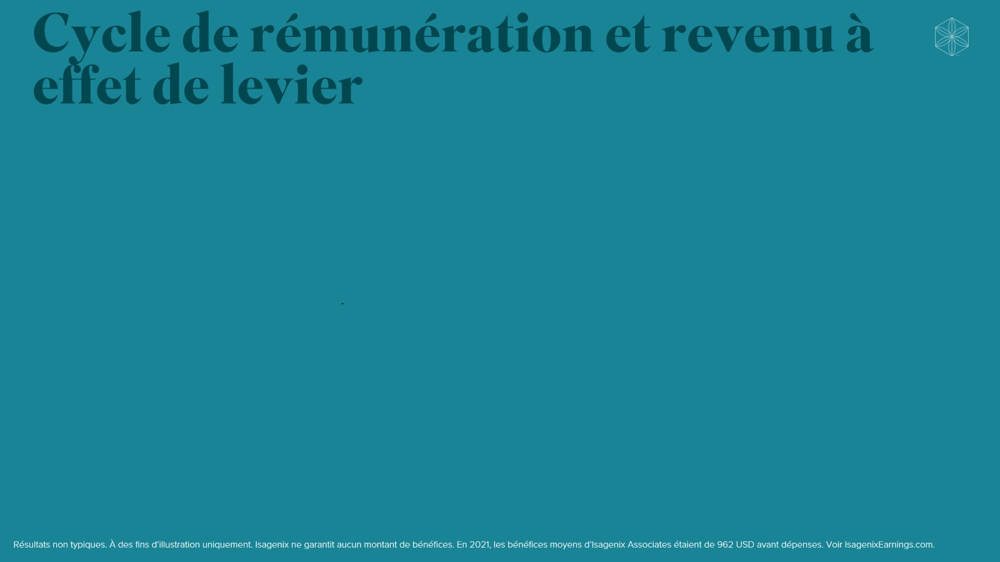 Cycle de rémunération et revenu à
effet de levier
Résultats non typiques. À des fins d’illustration uniquement. Isagenix ne garantit aucun montant de bénéfices. En 2021, les bénéfices moyens d’Isagenix Associates étaient de 962 USD avant dépenses. Voir IsagenixEarnings.com.